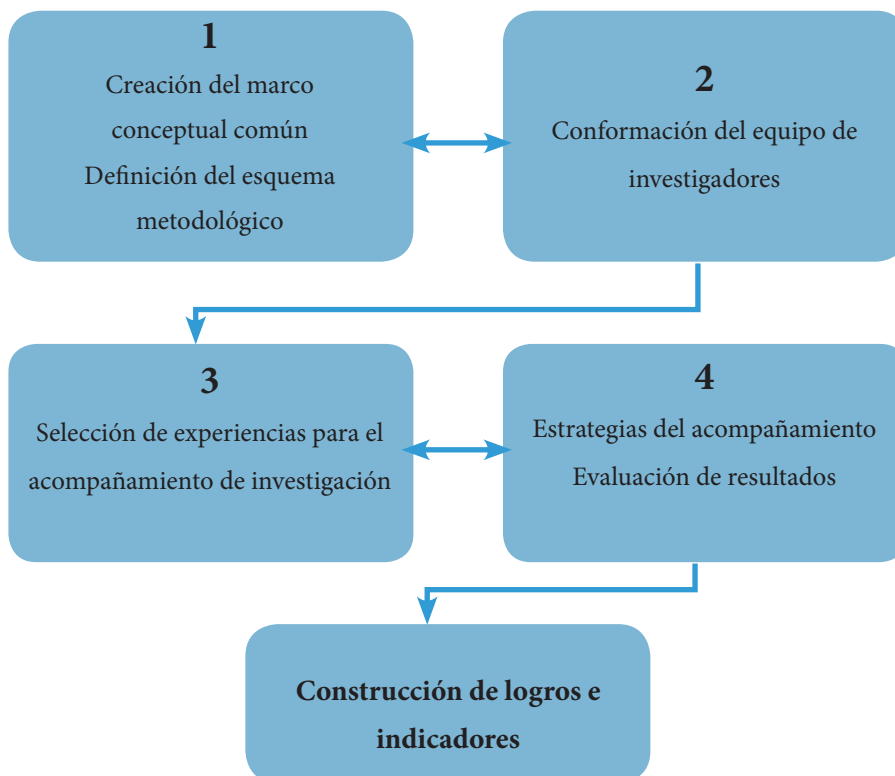 1
Creación del marco
conceptual común
Definición del esquema
metodológico
2
Conformación del equipo de
investigadores
3
Selección de experiencias para el
acompañamiento de investigación
4
Estrategias del acompañamiento
Evaluación de resultados
Construcción de logros e
indicadores